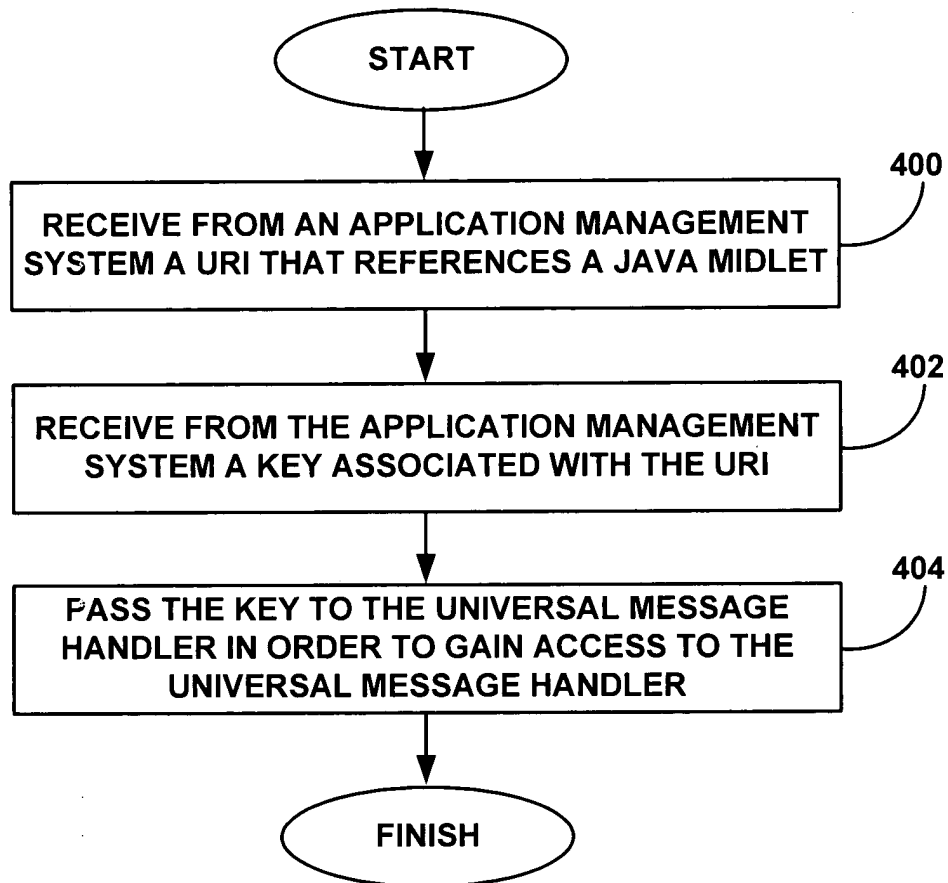 START
400
RECEIVE FROM AN APPLICATION MANAGEMENT
SYSTEM A URI THAT REFERENCES A JAVA MIDLET
402
RECEIVE FROM THE APPLICATION MANAGEMENT
SYSTEM A KEY ASSOCIATED WITH THE URI
404
PASS THE KEY TO THE UNIVERSAL MESSAGE
HANDLER IN ORDER TO GAIN ACCESS TO THE
UNIVERSAL MESSAGE HANDLER
FINISH